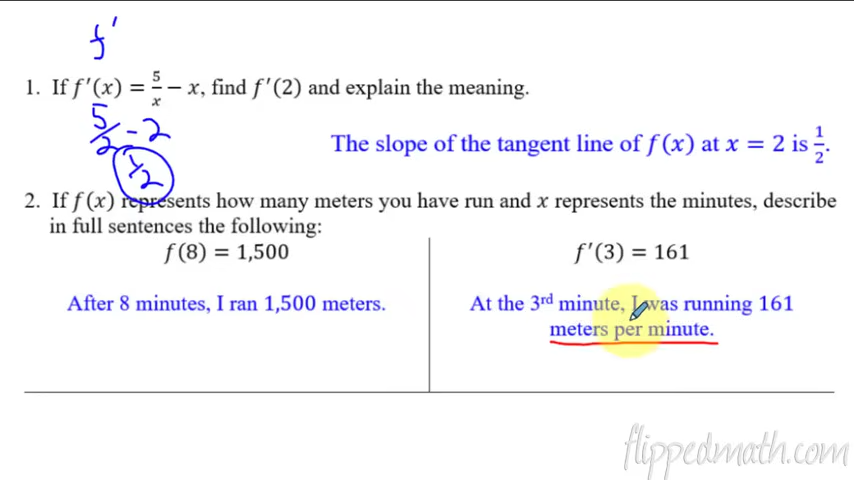 f'
1. If f'(x) = 5/x − x, find f'(2) and explain the meaning.
5/2 - 2
The slope of the tangent line of f(x) at x = 2 is 1/2.
1/2
2. If f(x) represents how many meters you have run and x represents the minutes, describe
in full sentences the following:
f(8) = 1,500
After 8 minutes, I ran 1,500 meters.
f'(3) = 161
At the 3rd minute, I was running 161
meters per minute.
flippedmath.com